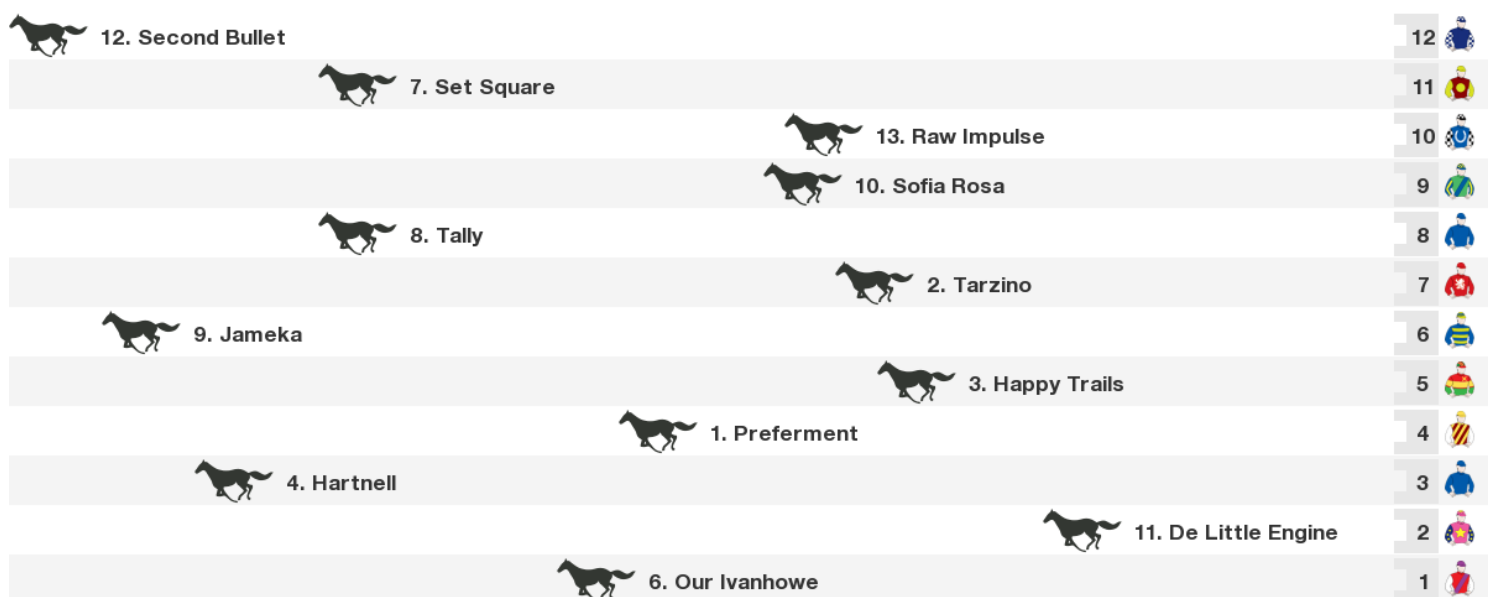 12. Second Bullet 12
7. Set Square 11
13. Raw Impulse 10
10. Sofia Rosa 9
8. Tally 8
2. Tarzino 7
9. Jameka 6
3. Happy Trails 5
1. Preferment 4
4. Hartnell 3
11. De Little Engine 2
6. Our Ivanhowe 1